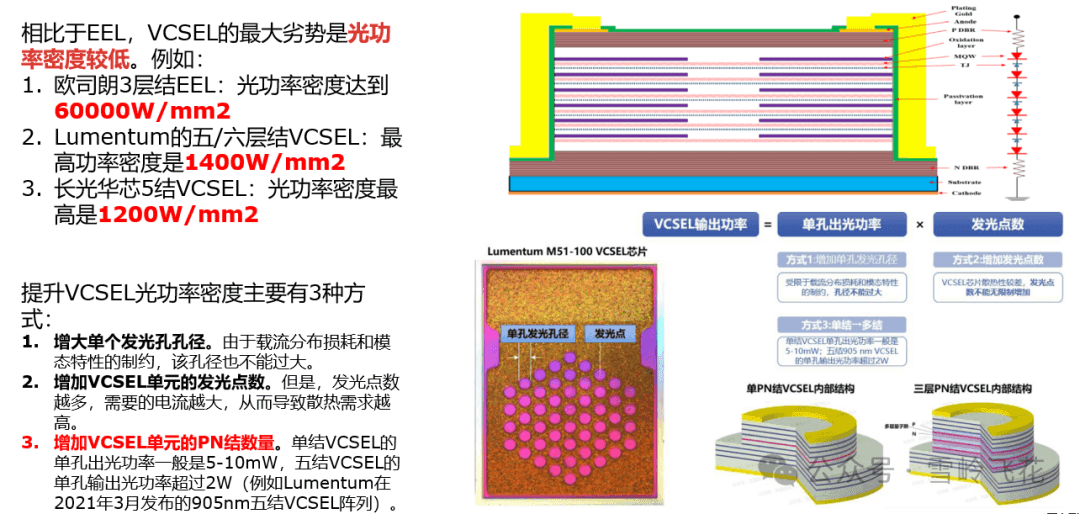 相比于EEL，VCSEL的最大劣势是光功
率密度较低。例如：
1. 欧司朗3层结EEL：光功率密度达到
60000W/mm2
2. Lumentum的五/六层结VCSEL：最
高功率密度是1400W/mm2
3. 长光华芯5结VCSEL：光功率密度最
高是1200W/mm2
提升VCSEL光功率密度主要有3种方
式：
1. 增大单个发光孔孔径。由于载流分布损耗和模
态特性的制约，该孔径也不能过大。
2. 增加VCSEL单元的发光点数。但是，发光点数
越多，需要的电流越大，从而导致散热需求越
高。
3. 增加VCSEL单元的PN结数量。单结VCSEL的
单孔出光功率一般是5-10mW，五结VCSEL的
单孔输出光功率超过2W（例如Lumentum在
2021年3月发布的905nm五结VCSEL阵列）。
Plating
Gold
Anode
P DBR
Oxidation
layer
MQW
TJ
Passivation
layer
N DBR
Substrate
Cathode
VCSEL输出功率 = 单孔出光功率 × 发光点数
方式1:增加单孔发光孔径
受限于载流分布损耗和模态特性
的制约，孔径不能过大
方式2:增加发光点数
VCSEL芯片散热性较差，发光点
数不能无限制增加
方式3:单结→多结
单结VCSEL单孔出光功率一般是
5-10mW；五结905 nm VCSEL
的单孔输出光功率超过2W
Lumentum M51-100 VCSEL芯片
单孔发光孔径
发光点
单PN结VCSEL内部结构
三层PN结VCSEL内部结构
P
N
公众号·雪岭飞花